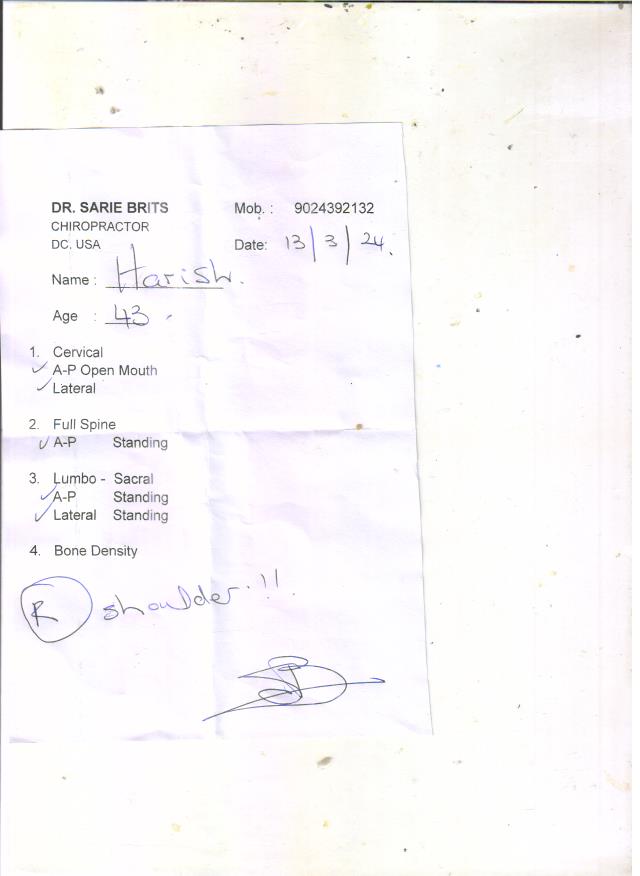 DR. SARIE BRITS
CHIROPRACTOR
DC, USA
Mob. : 9024392132
Date: 13/3/24.
Name : Harish.
Age : 43
1. Cervical
✓ A-P Open Mouth
✓ Lateral
2. Full Spine
✓ A-P Standing
3. Lumbo - Sacral
✓ A-P Standing
✓ Lateral Standing
4. Bone Density
R shoulder.!!